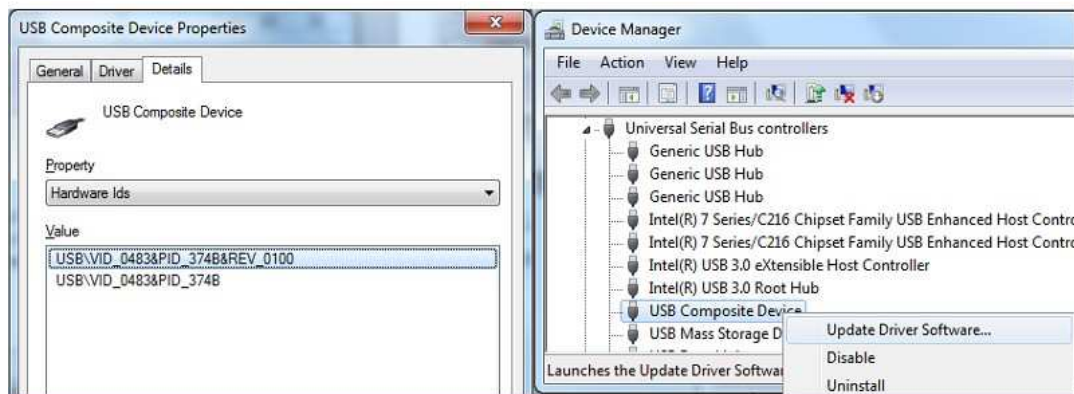 USB Composite Device Properties
General Driver Details
USB Composite Device
Property
Hardware Ids
Value
USB\VID_0483&PID_374B&REV_0100
USB\VID_0483&PID_374B
Device Manager
File Action View Help
Universal Serial Bus controllers
Generic USB Hub
Generic USB Hub
Generic USB Hub
Intel(R) 7 Series/C216 Chipset Family USB Enhanced Host Contro
Intel(R) 7 Series/C216 Chipset Family USB Enhanced Host Contro
Intel(R) USB 3.0 eXtensible Host Controller
Intel(R) USB 3.0 Root Hub
USB Composite Device
USB Mass Storage D
Launches the Update Driver Softwa
Update Driver Software...
Disable
Uninstall